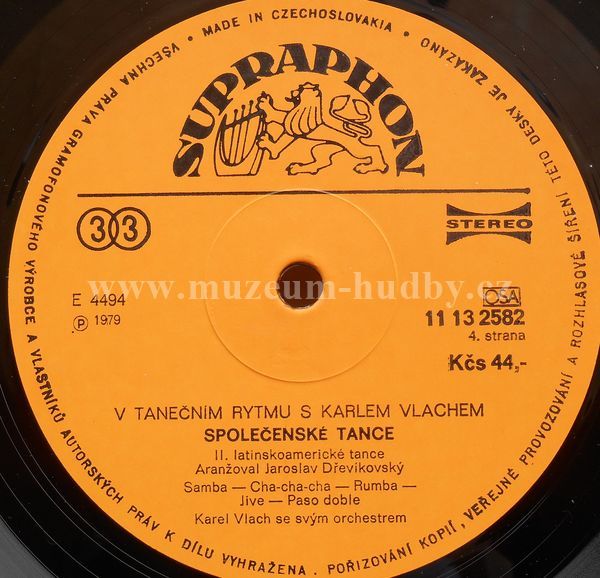 VŠECHNA PRÁVA GRAMOFONOVÉHO VÝROBCE A VLASTNÍKŮ AUTORSKÝCH PRÁV K DÍLU VYHRAŽENA . POŘIZOVÁNÍ KOPIÍ, VEŘEJNÉ PROVOZOVÁNÍ A ROZHLASOVÉ ŠÍŘENÍ TÉTO DESKY JE ZAKÁZÁNO
• MADE IN CZECHOSLOVAKIA •
SUPRAPHON
33
STEREO
www.muzeum-hudby.cz
E 4494
OSA
Ⓟ 1979
11 13 2582
4. strana
Kčs 44,-
V TANEČNÍM RYTMU S KARLEM VLACHEM
SPOLEČENSKÉ TANCE
II. latinskoamerické tance
Aranžoval Jaroslav Dřevikovský
Samba — Cha-cha-cha — Rumba —
Jive — Paso doble
Karel Vlach se svým orchestrem